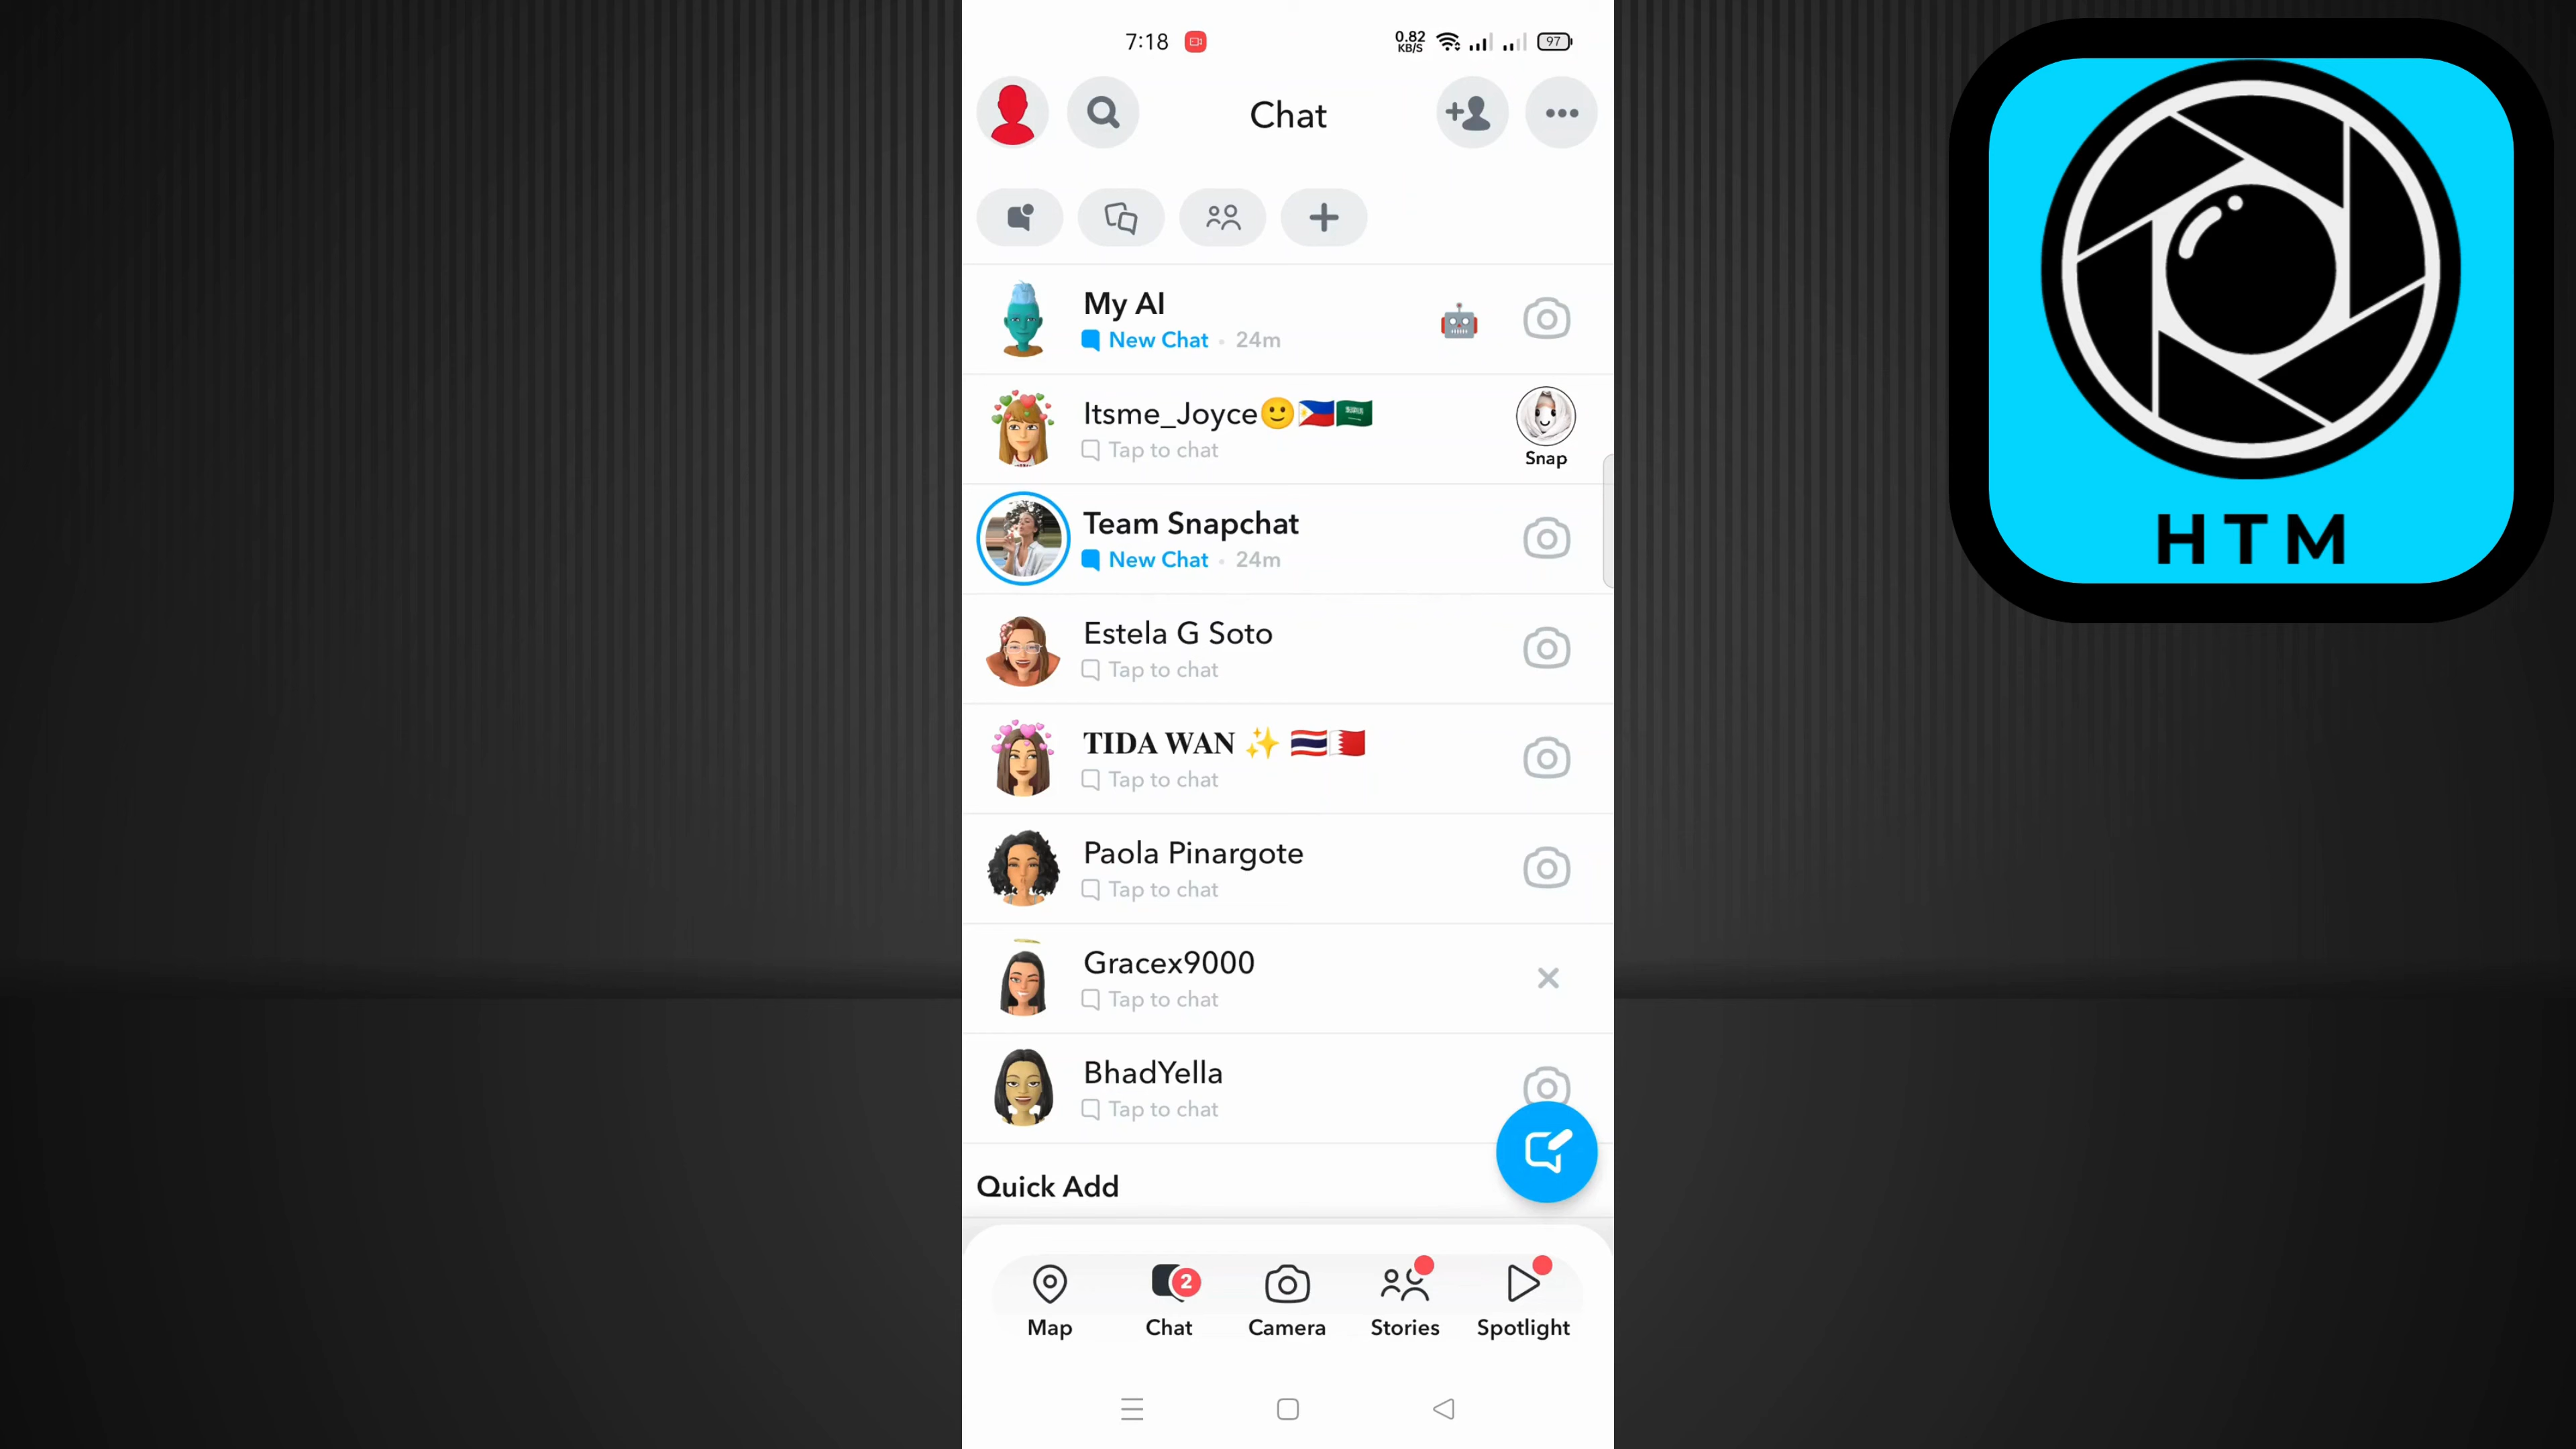 7:18
0.82
KB/S
97
Chat
My AI
New Chat · 24m
Itsme_Joyce🙂🇵🇭🇸🇦
Tap to chat
Snap
Team Snapchat
New Chat · 24m
Estela G Soto
Tap to chat
𝐓𝐈𝐃𝐀 𝐖𝐀𝐍 ✨ 🇹🇭🇧🇭
Tap to chat
Paola Pinargote
Tap to chat
Gracex9000
Tap to chat
BhadYella
Tap to chat
Quick Add
2
Map
Chat
Camera
Stories
Spotlight
HTM